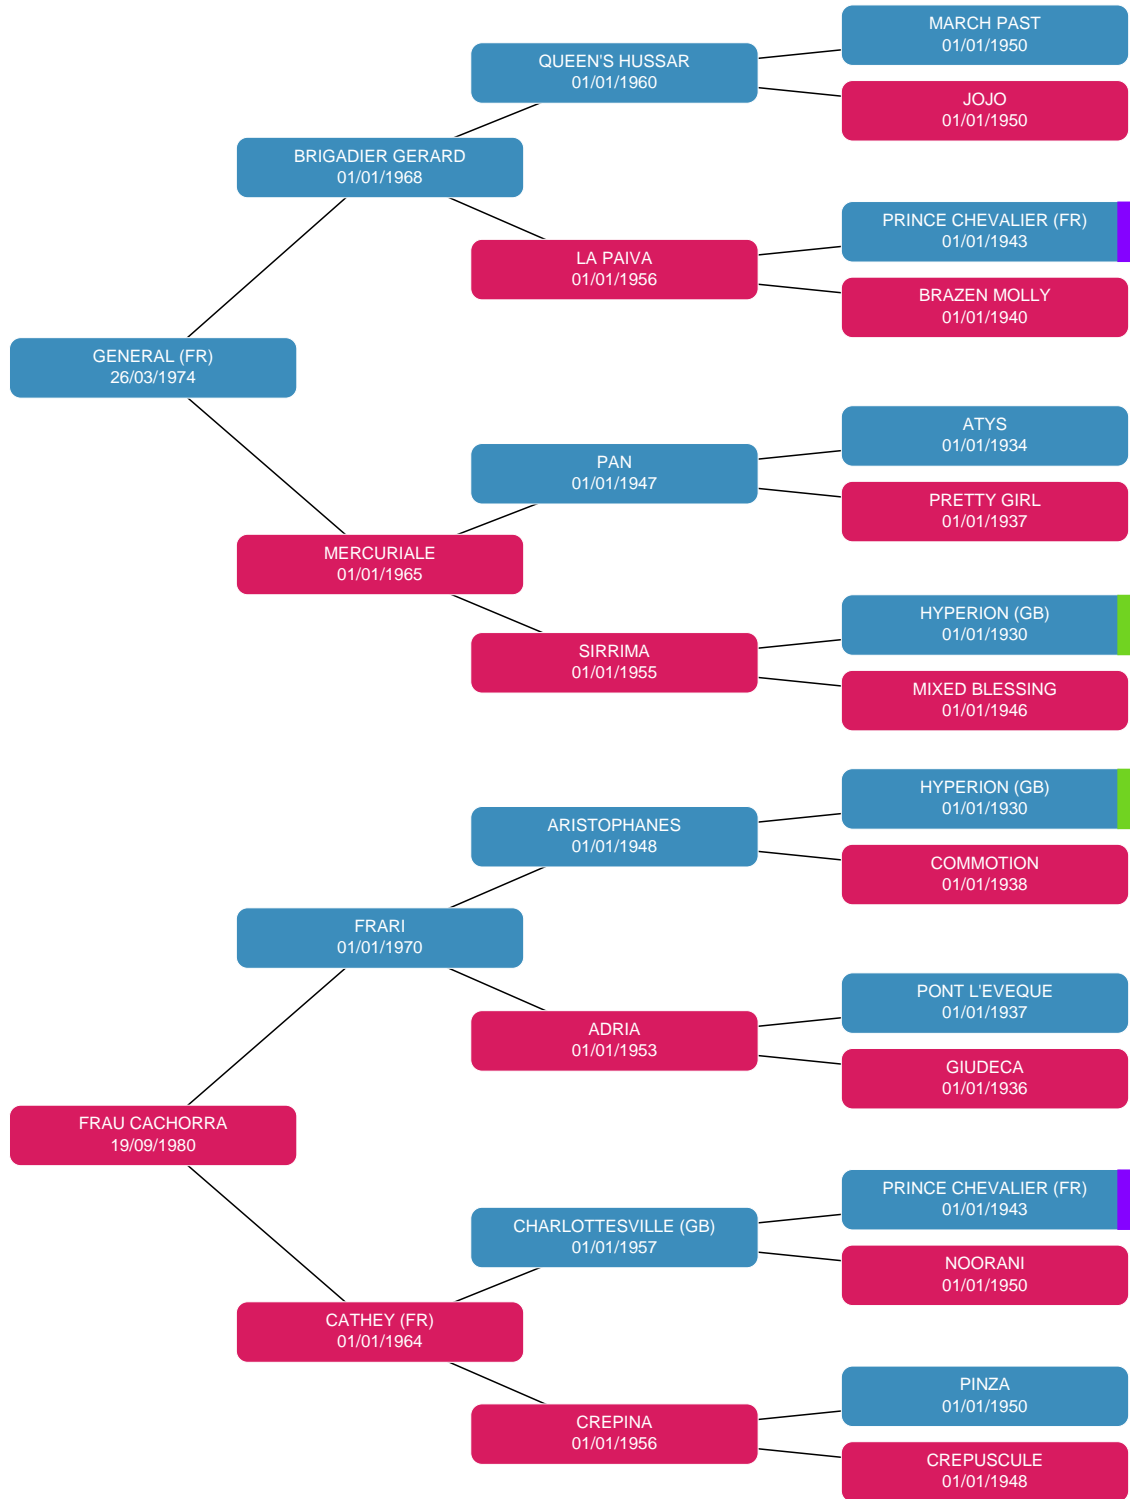 MARCH PAST
01/01/1950
QUEEN'S HUSSAR
01/01/1960
JOJO
01/01/1950
BRIGADIER GERARD
01/01/1968
PRINCE CHEVALIER (FR)
01/01/1943
LA PAIVA
01/01/1956
BRAZEN MOLLY
01/01/1940
GENERAL (FR)
26/03/1974
ATYS
01/01/1934
PAN
01/01/1947
PRETTY GIRL
01/01/1937
MERCURIALE
01/01/1965
HYPERION (GB)
01/01/1930
SIRRIMA
01/01/1955
MIXED BLESSING
01/01/1946
HYPERION (GB)
01/01/1930
ARISTOPHANES
01/01/1948
COMMOTION
01/01/1938
FRARI
01/01/1970
PONT L'EVEQUE
01/01/1937
ADRIA
01/01/1953
GIUDECA
01/01/1936
FRAU CACHORRA
19/09/1980
PRINCE CHEVALIER (FR)
01/01/1943
CHARLOTTESVILLE (GB)
01/01/1957
NOORANI
01/01/1950
CATHEY (FR)
01/01/1964
PINZA
01/01/1950
CREPINA
01/01/1956
CREPUSCULE
01/01/1948